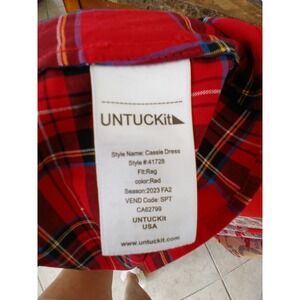 UNTUCKit
Style Name: Cassie Dress
Style #:41728
Fit:Reg
color:Red
Season:2023 FA2
VEND Code: SPT
CA62799
UNTUCKit
USA
www.untuckit.com